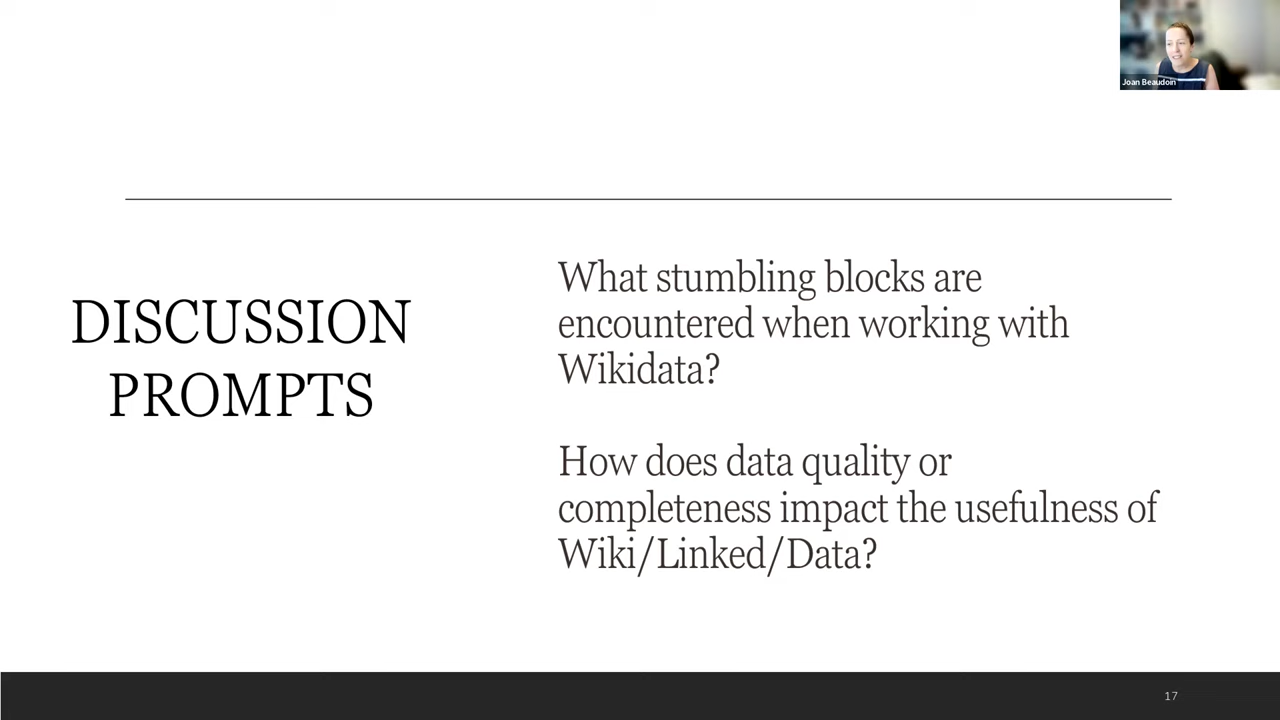 Joan Beaudoin
DISCUSSION
PROMPTS
What stumbling blocks are
encountered when working with
Wikidata?
How does data quality or
completeness impact the usefulness of
Wiki/Linked/Data?
17